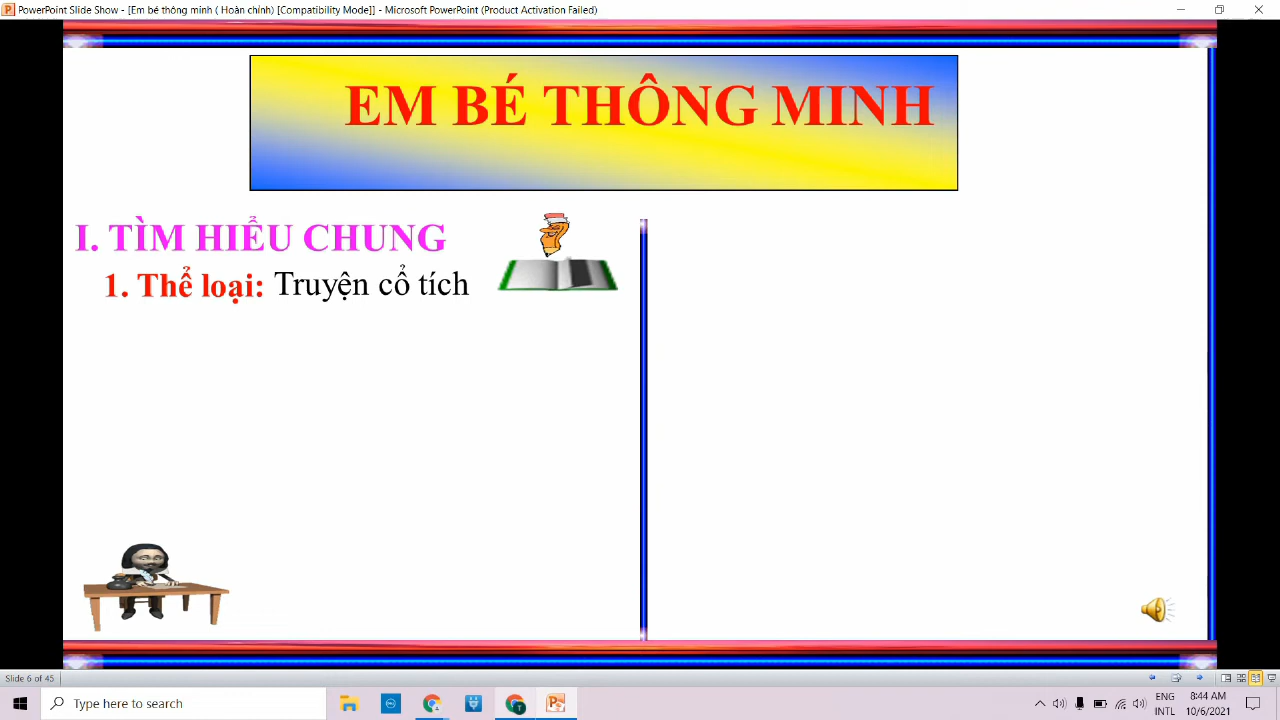 PowerPoint Slide Show - [Em bé thông minh ( Hoàn chỉnh) [Compatibility Mode]] - Microsoft PowerPoint (Product Activation Failed)
EM BÉ THÔNG MINH
I. TÌM HIỂU CHUNG
1. Thể loại: Truyện cổ tích
Slide 6 of 45
Type here to search
ENG
INTL
8:44 AM
10/6/2021